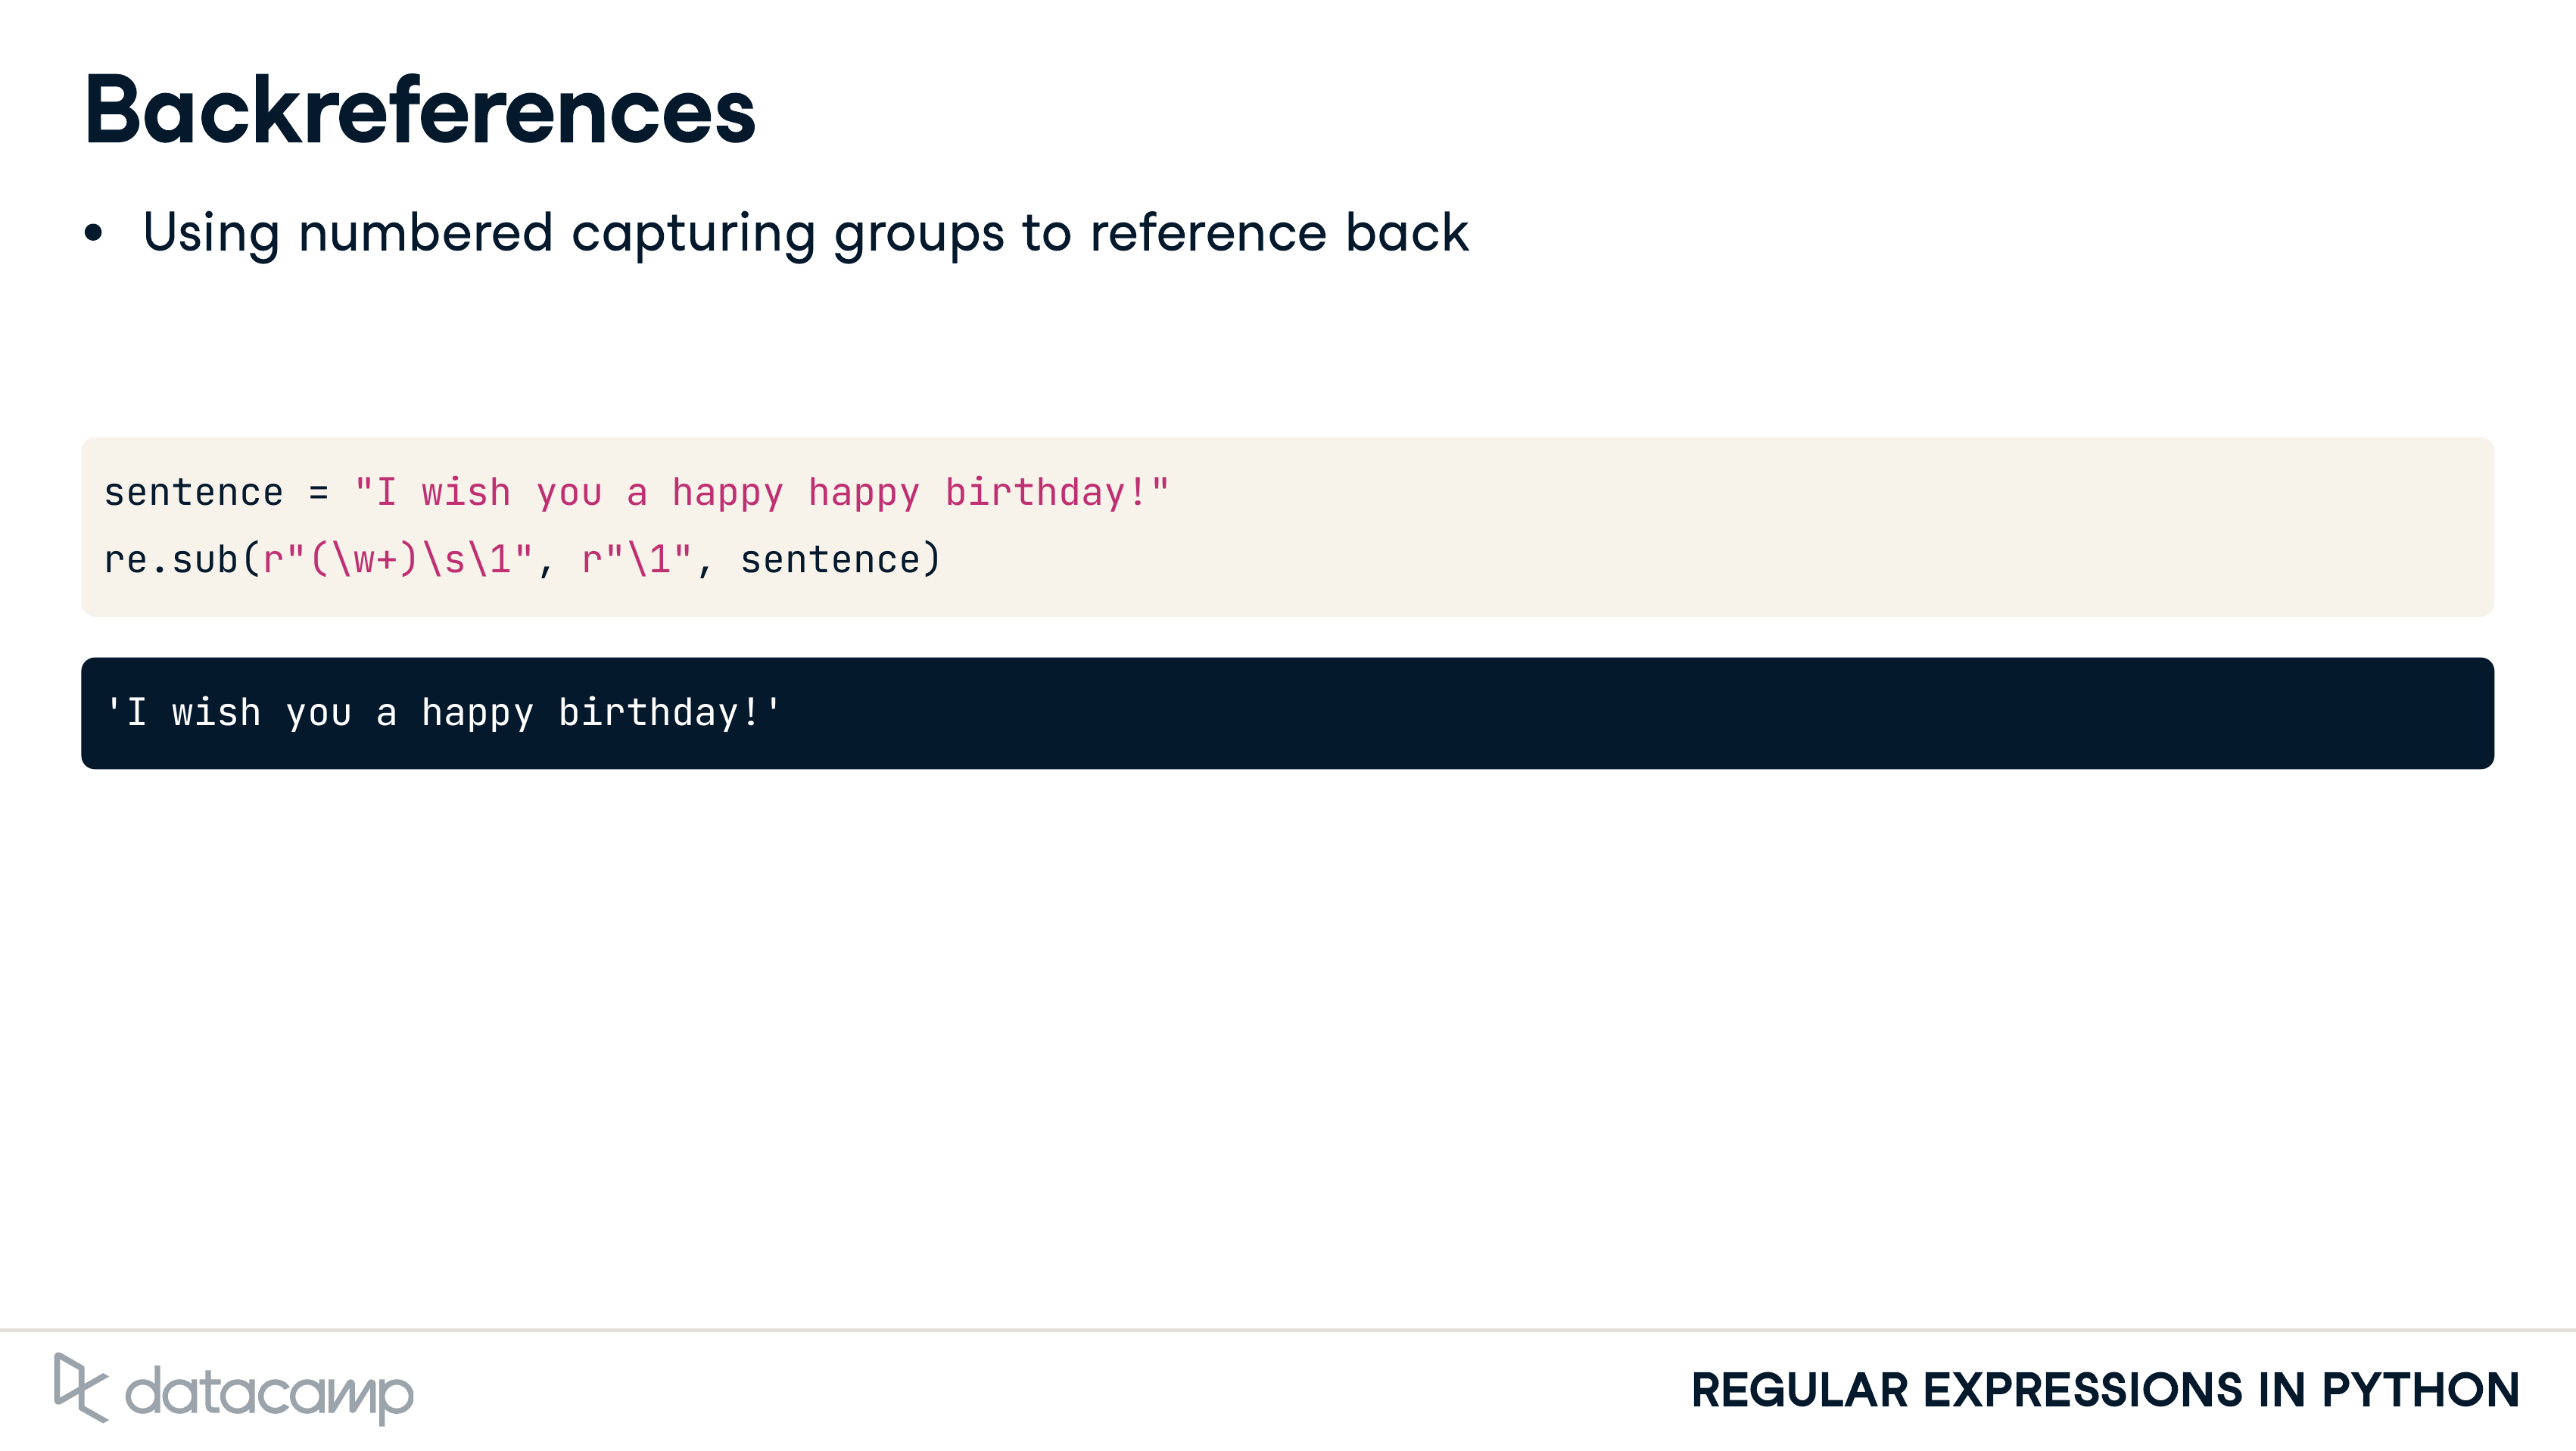 Backreferences
• Using numbered capturing groups to reference back
sentence = "I wish you a happy happy birthday!"
re.sub(r"(\w+)\s\1", r"\1", sentence)
'I wish you a happy birthday!'
datacamp
REGULAR EXPRESSIONS IN PYTHON